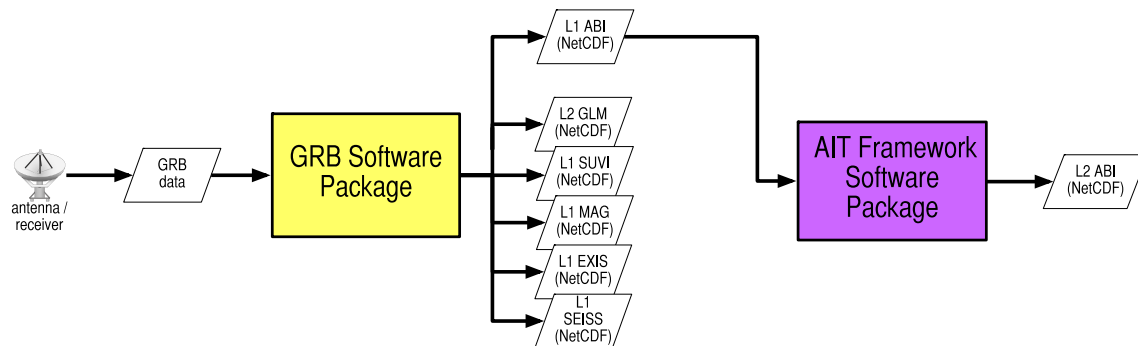 antenna /
receiver
GRB
data
GRB Software
Package
L1 ABI
(NetCDF)
L2 GLM
(NetCDF)
L1 SUVI
(NetCDF)
L1 MAG
(NetCDF)
L1 EXIS
(NetCDF)
L1
SEISS
(NetCDF)
AIT Framework
Software
Package
L2 ABI
(NetCDF)